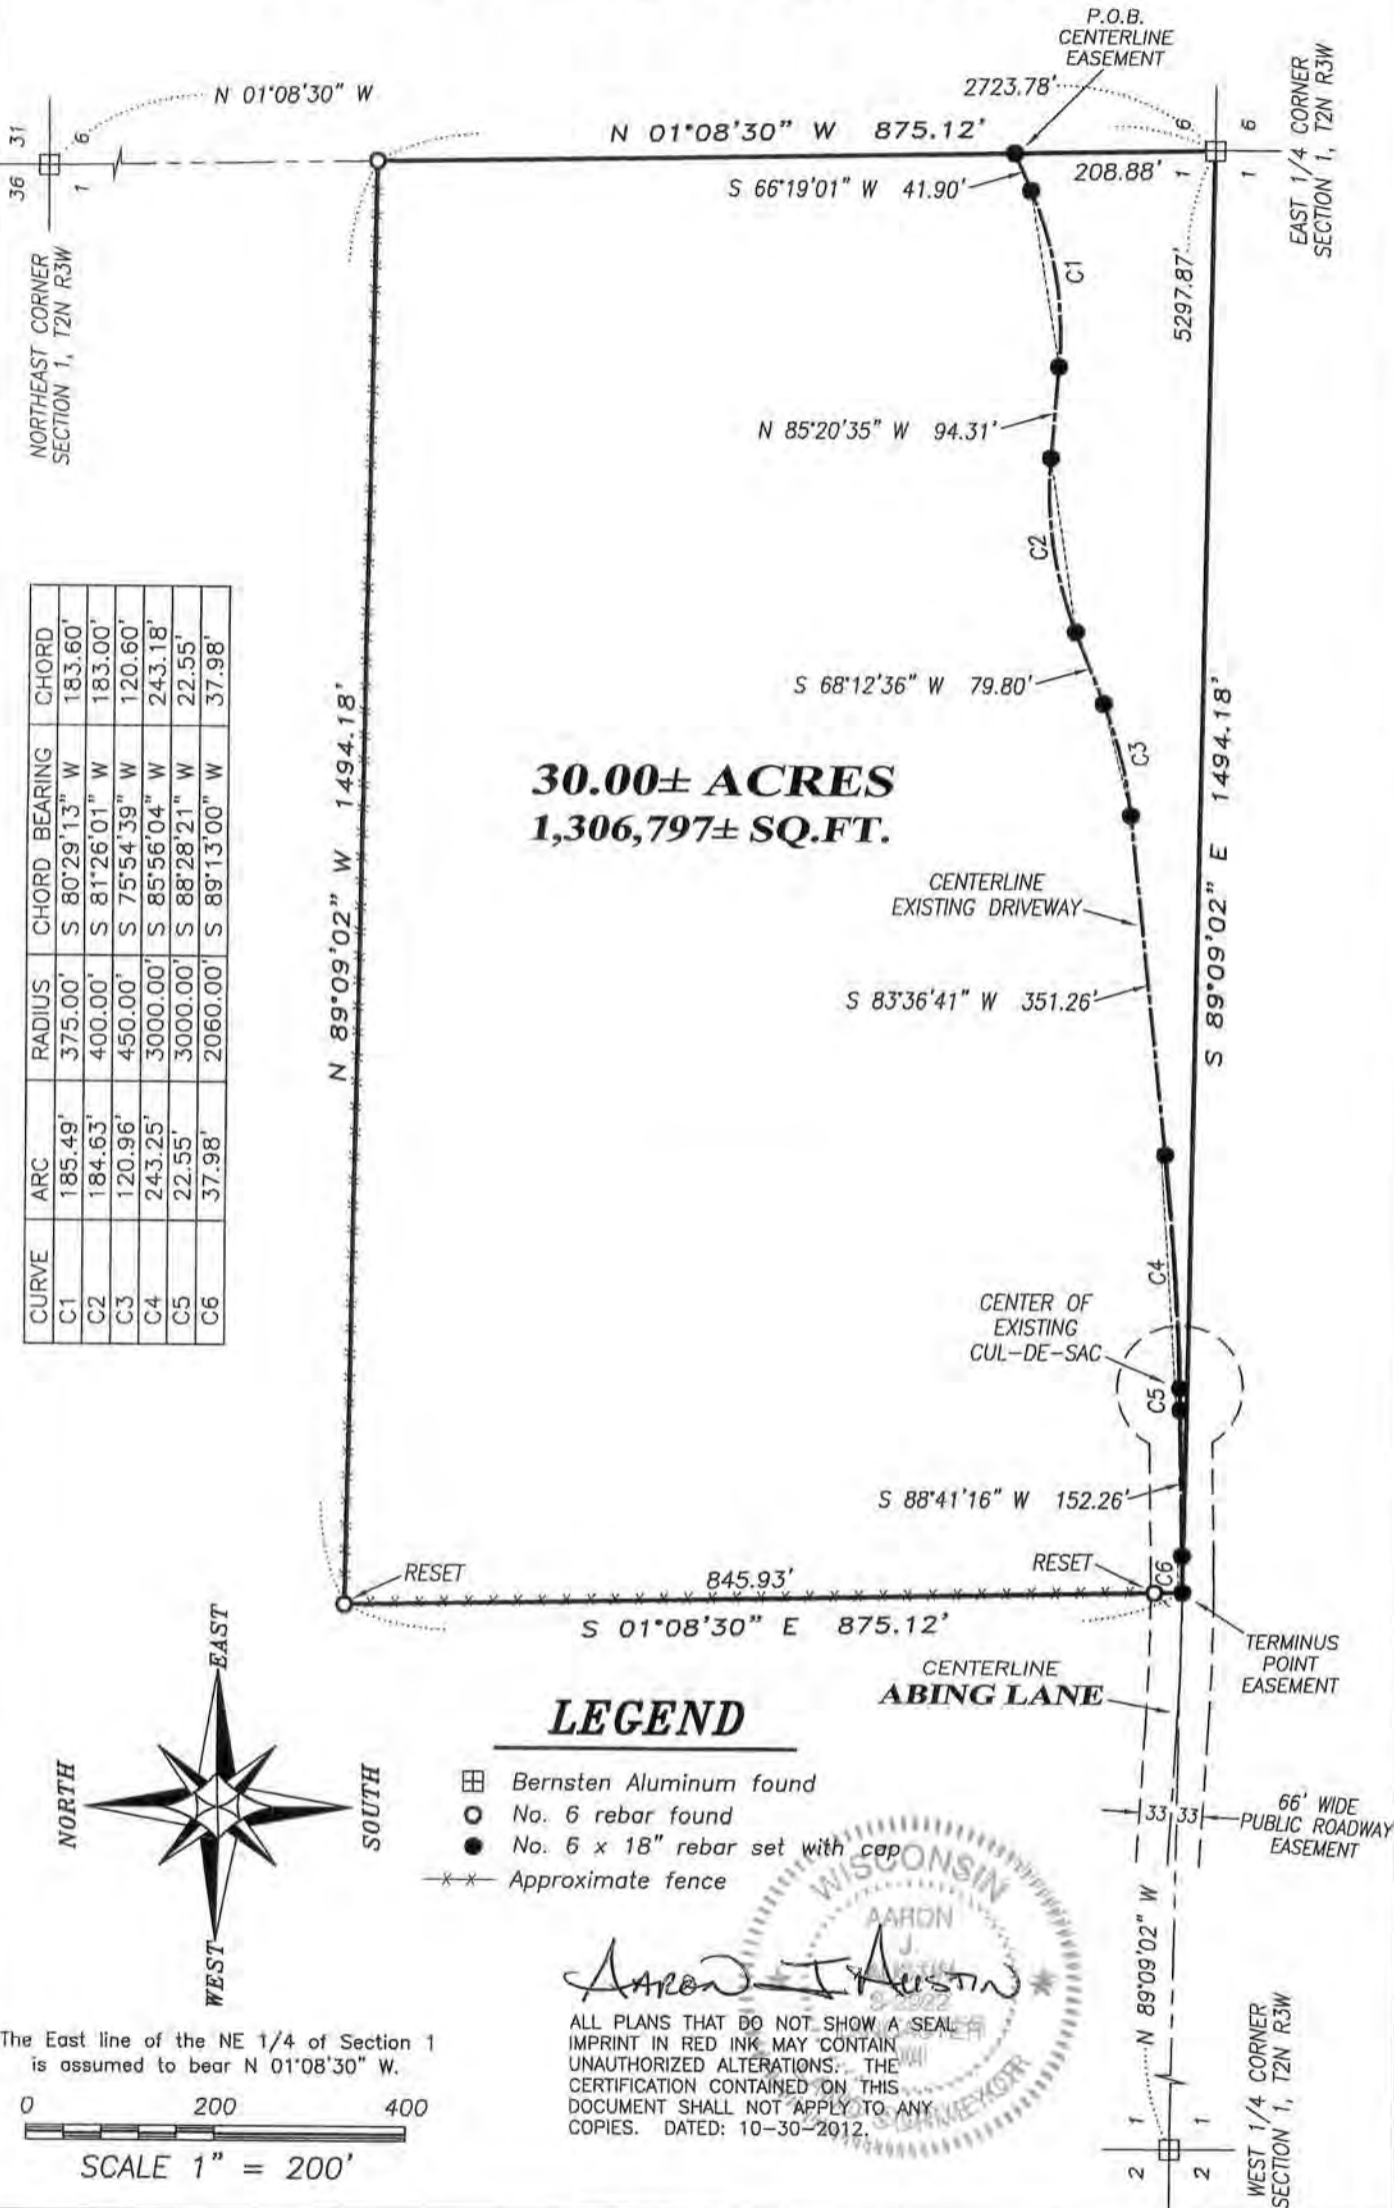 P.O.B.
CENTERLINE
EASEMENT
N 01°08'30" W
2723.78'
N 01°08'30" W 875.12'
31
36
6
1
6
6
1
1
208.88'
EAST 1/4 CORNER
SECTION 1, T2N R3W
NORTHEAST CORNER
SECTION 1, T2N R3W
S 66°19'01" W 41.90'
C1
5297.87'
N 85°20'35" W 94.31'
C2
S 68°12'36" W 79.80'
C3
CURVE ARC RADIUS CHORD BEARING CHORD
C1 185.49' 375.00' S 80°29'13" W 183.60'
C2 184.63' 400.00' S 81°26'01" W 183.00'
C3 120.96' 450.00' S 75°54'39" W 120.60'
C4 243.25' 3000.00' S 85°56'04" W 243.18'
C5 22.55' 3000.00' S 88°28'21" W 22.55'
C6 37.98' 2060.00' S 89°13'00" W 37.98'
N 89°09'02" W 1494.18'
30.00± ACRES
1,306,797± SQ.FT.
S 89°09'02" E 1494.18'
CENTERLINE
EXISTING DRIVEWAY
S 83°36'41" W 351.26'
C4
CENTER OF
EXISTING
CUL-DE-SAC
C5
S 88°41'16" W 152.26'
RESET
845.93'
RESET
C6
S 01°08'30" E 875.12'
TERMINUS
POINT
EASEMENT
CENTERLINE
ABING LANE
EAST
NORTH
SOUTH
WEST
LEGEND
Bernsten Aluminum found
No. 6 rebar found
No. 6 x 18" rebar set with cap
Approximate fence
33 33
66' WIDE
PUBLIC ROADWAY
EASEMENT
WISCONSIN
AARON
J.
AUSTIN
S-2922
Aaron J Austin
N 89°09'02" W
The East line of the NE 1/4 of Section 1
is assumed to bear N 01°08'30" W.
0 200 400
SCALE 1" = 200'
ALL PLANS THAT DO NOT SHOW A SEAL
IMPRINT IN RED INK MAY CONTAIN
UNAUTHORIZED ALTERATIONS. THE
CERTIFICATION CONTAINED ON THIS
DOCUMENT SHALL NOT APPLY TO ANY
COPIES. DATED: 10-30-2012.
2
1
2
1
WEST 1/4 CORNER
SECTION 1, T2N R3W